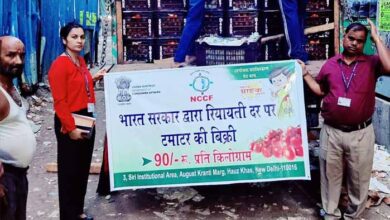 NCCF
भारत सरकार द्वारा रियायती दर पर
टमाटर की बिक्री
90/- रू. प्रति किलोग्राम
3, Siri Institutional Area, August Kranti Marg, Hauz Khas, New Delhi-110016